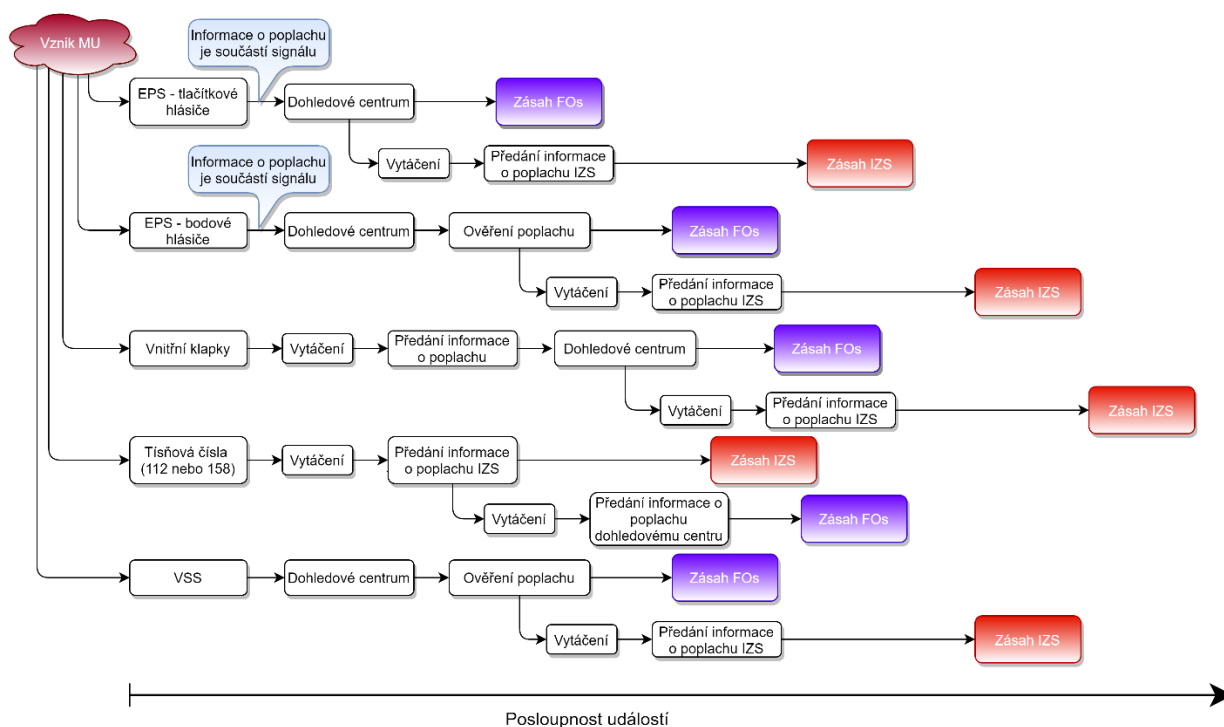 Vznik MU
Informace o poplachu
je součástí signálu
EPS - tlačítkové
hlásiče
Dohledové centrum
Zásah FOs
Vytáčení
Předání informace
o poplachu IZS
Zásah IZS
Informace o poplachu
je součástí signálu
EPS - bodové
hlásiče
Dohledové centrum
Ověření poplachu
Zásah FOs
Vytáčení
Předání informace
o poplachu IZS
Zásah IZS
Vnitřní klapky
Vytáčení
Předání informace
o poplachu
Dohledové centrum
Zásah FOs
Vytáčení
Předání informace
o poplachu IZS
Zásah IZS
Tísňová čísla
(112 nebo 158)
Vytáčení
Předání informace
o poplachu IZS
Zásah IZS
Vytáčení
Předání informace o
poplachu
dohledovému centru
Zásah FOs
VSS
Dohledové centrum
Ověření poplachu
Zásah FOs
Vytáčení
Předání informace
o poplachu IZS
Zásah IZS
Posloupnost událostí